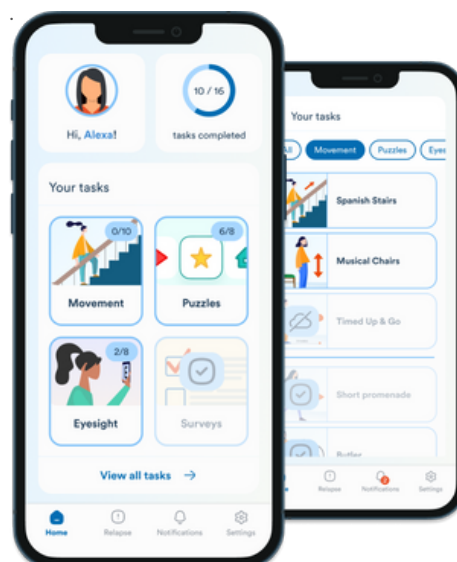 Hi, Alexa!
10 / 16
tasks completed
Your tasks
0/10
Movement
6/8
Puzzles
2/8
Eyesight
Surveys
View all tasks →
Home
Relapse
Notifications
Settings
Your tasks
All
Movement
Puzzles
Eyes
Spanish Stairs
Musical Chairs
Timed Up & Go
Short promenade
Butler
Relapse
2
Notifications
Settings